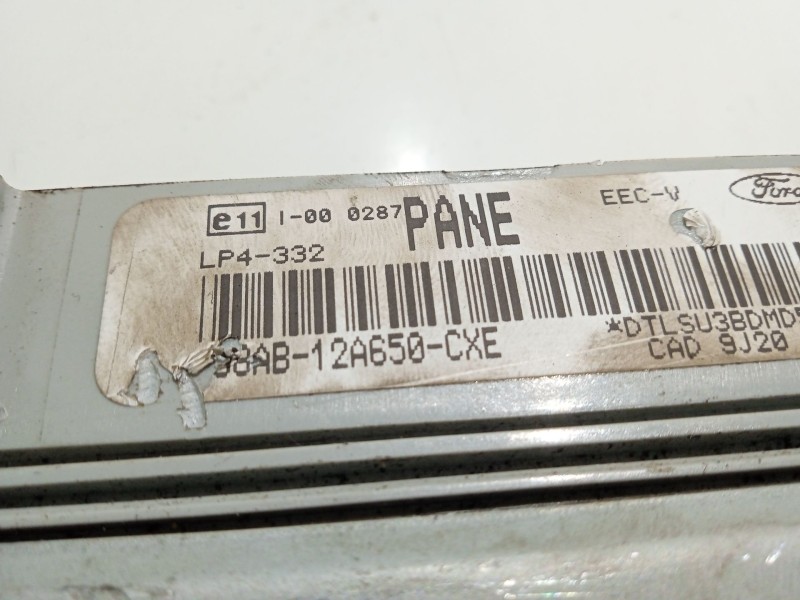 e11 I-00 0287 PANE EEC-V Ford
LP4-332
98AB-12A650-CXE *DTLSU3BDMD
CAD 9J20